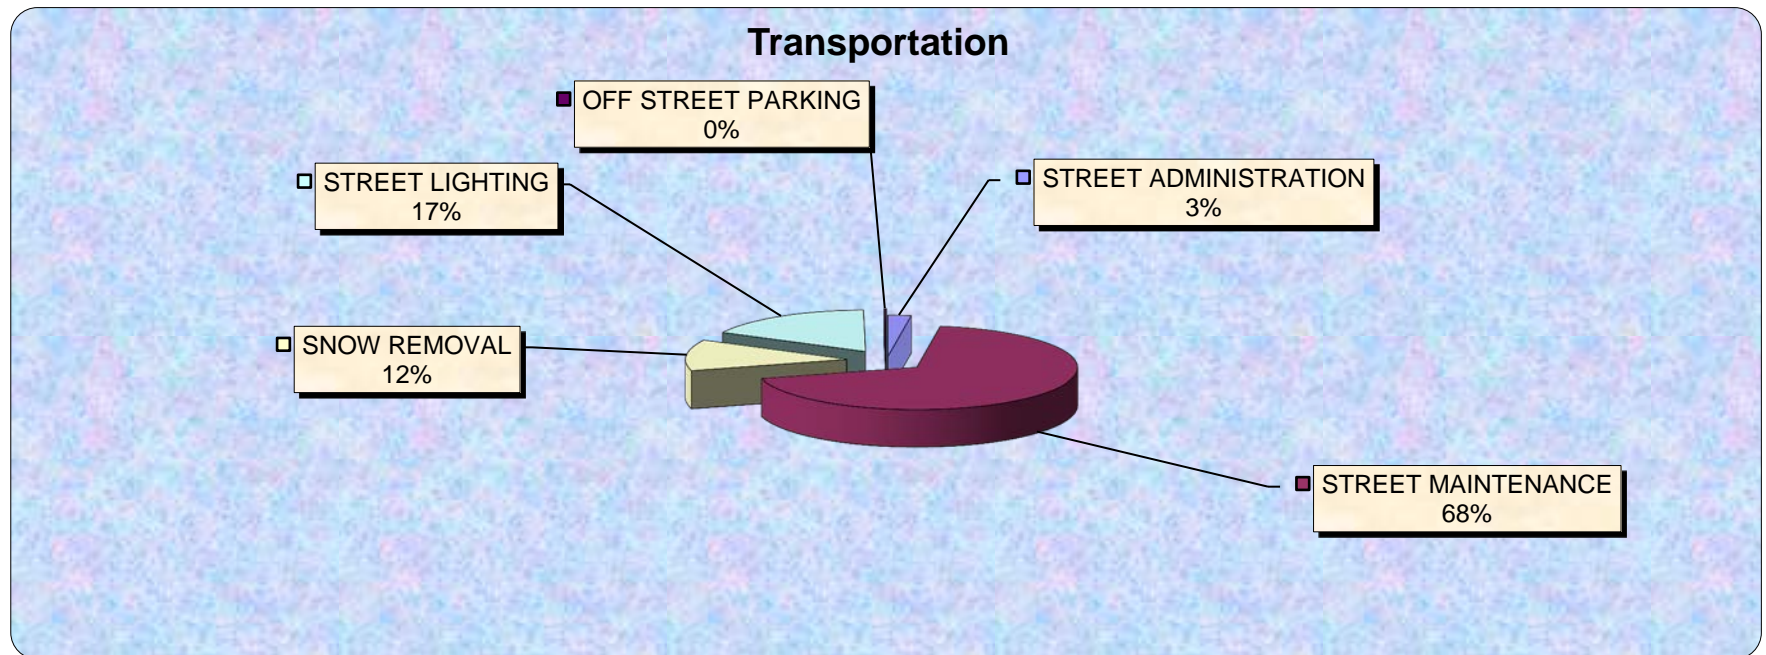 Transportation
OFF STREET PARKING
0%
STREET LIGHTING
17%
STREET ADMINISTRATION
3%
SNOW REMOVAL
12%
STREET MAINTENANCE
68%